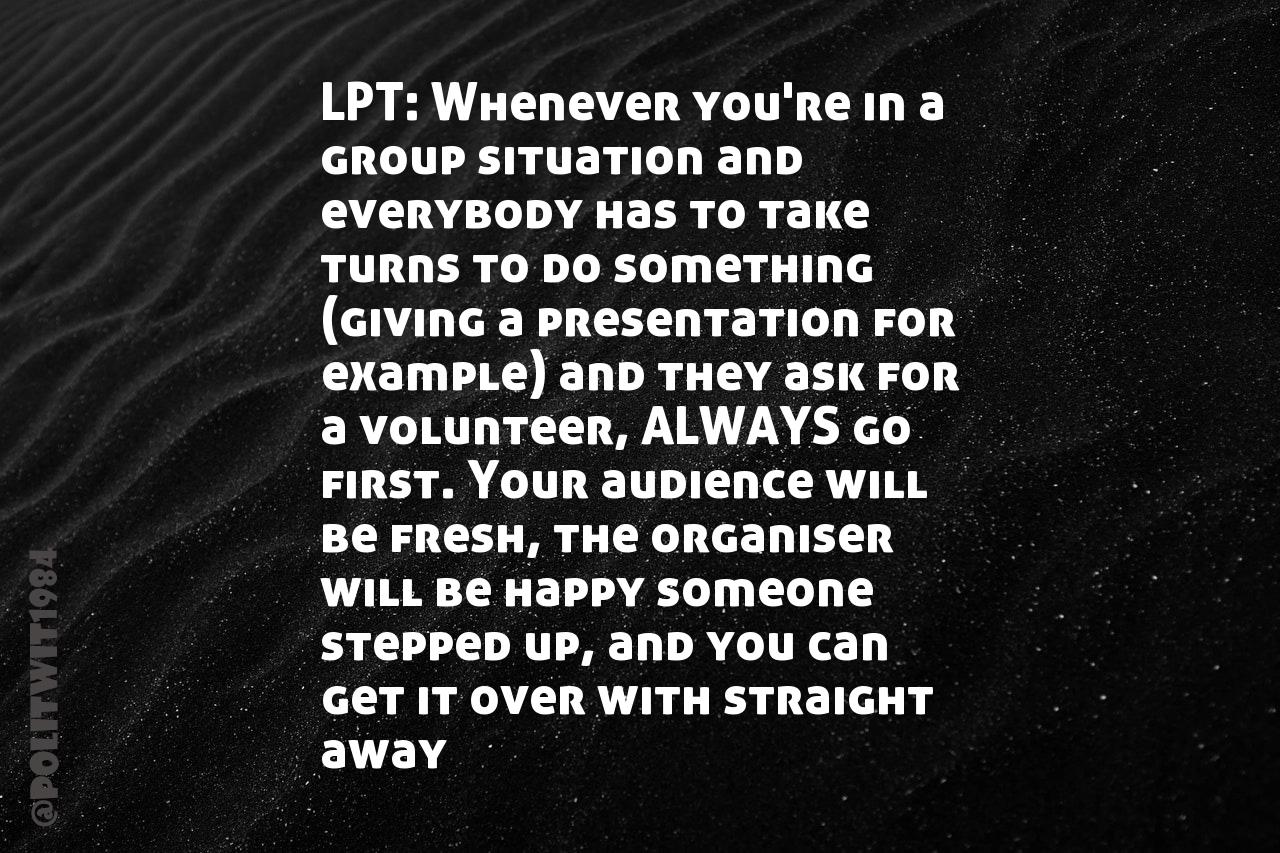 LPT: Whenever you're in a
group situation and
everybody has to take
turns to do something
(giving a presentation for
example) and they ask for
a volunteer, ALWAYS go
first. Your audience will
be fresh, the organiser
will be happy someone
stepped up, and you can
get it over with straight
away
@POLITWIT1984